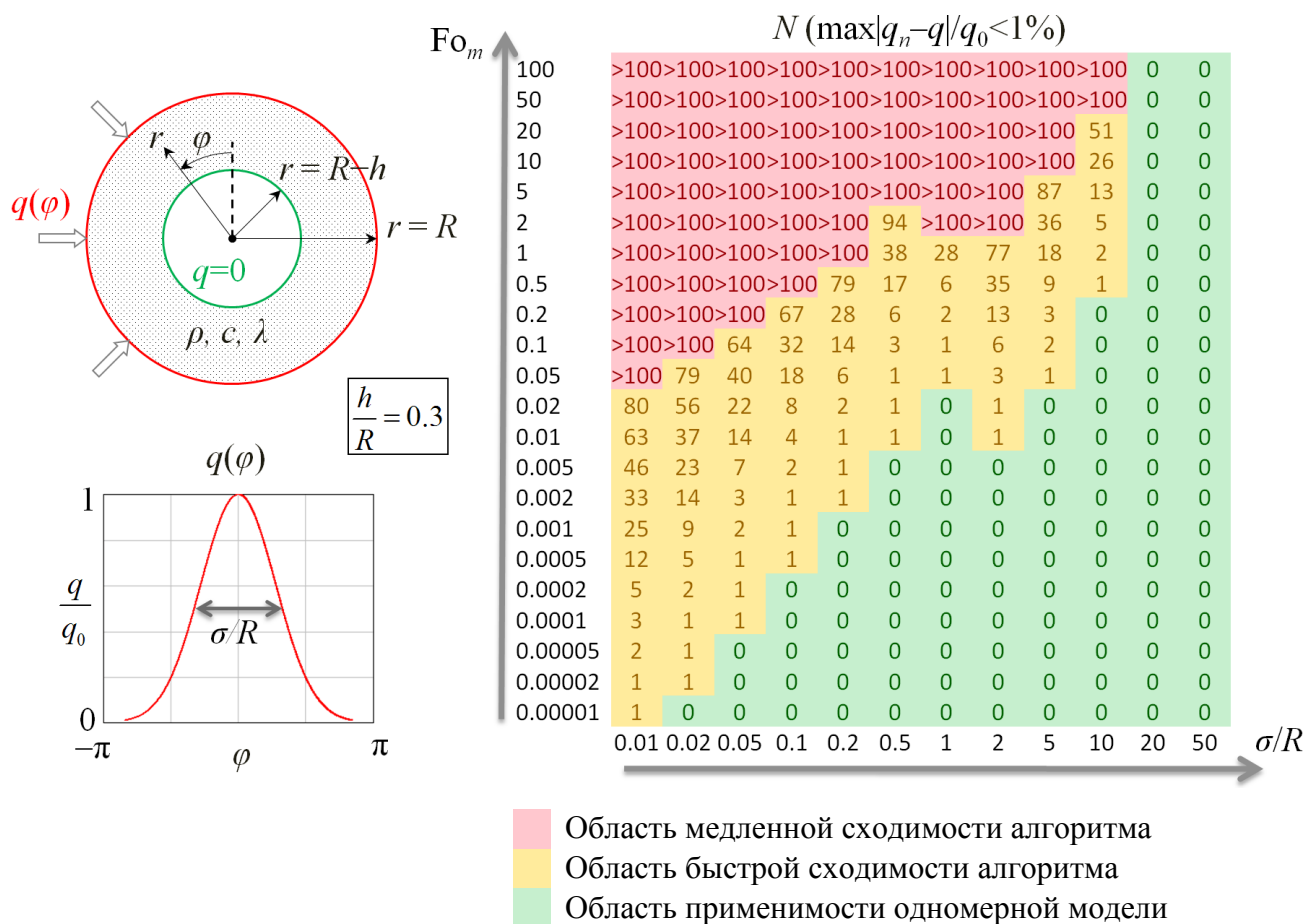 N (max|qₙ–q|/q₀<1%)
Foₘ
r
φ
r = R–h
q(φ)
r = R
q=0
ρ, c, λ
h/R = 0.3
q(φ)
1
q/q₀
σ/R
0
–π
φ
π
100 >100 >100 >100 >100 >100 >100 >100 >100 >100 >100 0 0
50 >100 >100 >100 >100 >100 >100 >100 >100 >100 >100 0 0
20 >100 >100 >100 >100 >100 >100 >100 >100 >100 51 0 0
10 >100 >100 >100 >100 >100 >100 >100 >100 >100 26 0 0
5 >100 >100 >100 >100 >100 >100 >100 >100 87 13 0 0
2 >100 >100 >100 >100 >100 94 >100 >100 36 5 0 0
1 >100 >100 >100 >100 >100 38 28 77 18 2 0 0
0.5 >100 >100 >100 >100 79 17 6 35 9 1 0 0
0.2 >100 >100 >100 67 28 6 2 13 3 0 0 0
0.1 >100 >100 64 32 14 3 1 6 2 0 0 0
0.05 >100 79 40 18 6 1 1 3 1 0 0 0
0.02 80 56 22 8 2 1 0 1 0 0 0 0
0.01 63 37 14 4 1 1 0 1 0 0 0 0
0.005 46 23 7 2 1 0 0 0 0 0 0 0
0.002 33 14 3 1 1 0 0 0 0 0 0 0
0.001 25 9 2 1 0 0 0 0 0 0 0 0
0.0005 12 5 1 1 0 0 0 0 0 0 0 0
0.0002 5 2 1 0 0 0 0 0 0 0 0 0
0.0001 3 1 1 0 0 0 0 0 0 0 0 0
0.00005 2 1 0 0 0 0 0 0 0 0 0 0
0.00002 1 1 0 0 0 0 0 0 0 0 0 0
0.00001 1 0 0 0 0 0 0 0 0 0 0 0
0.01 0.02 0.05 0.1 0.2 0.5 1 2 5 10 20 50 σ/R
Область медленной сходимости алгоритма
Область быстрой сходимости алгоритма
Область применимости одномерной модели